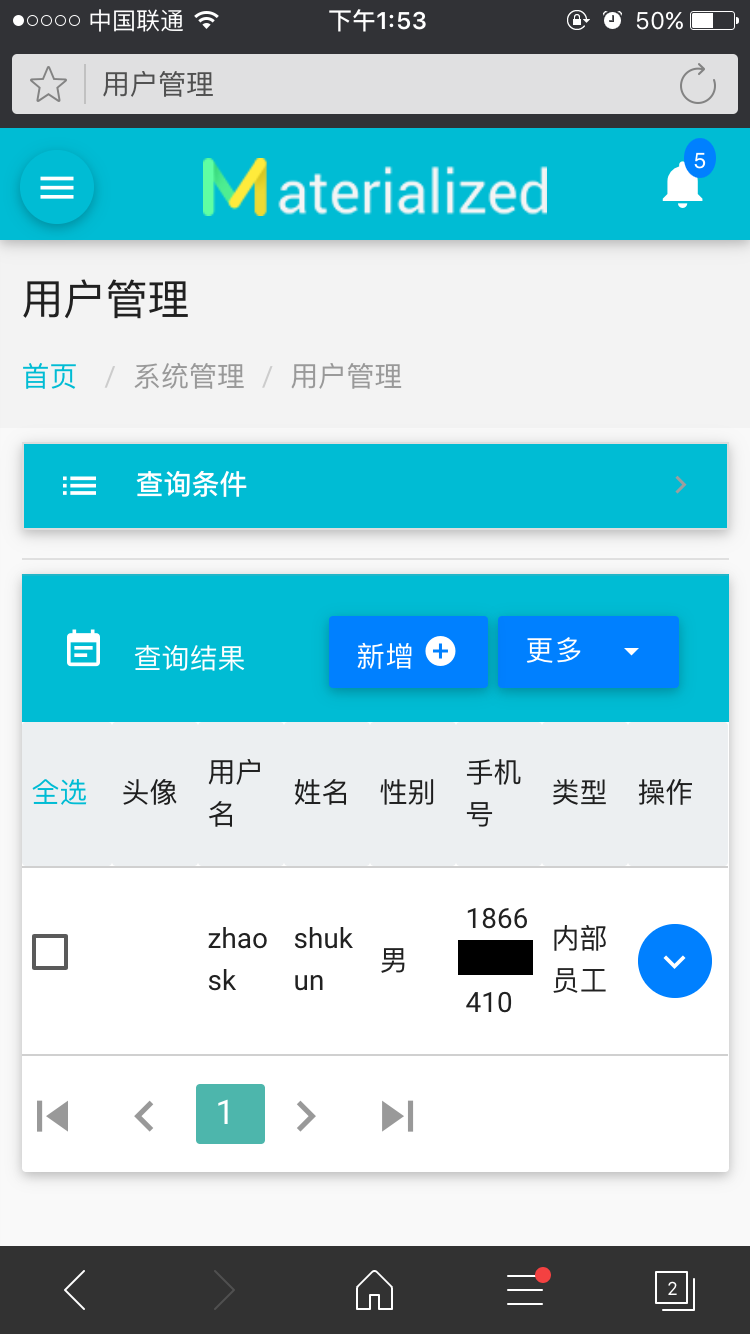 中国联通 下午1:53 50%
用户管理
Materialized 5
用户管理
首页 / 系统管理 / 用户管理
查询条件
查询结果 新增 更多
全选 头像 用户名 姓名 性别 手机号 类型 操作
zhaosk shukun 男 1866 410 内部员工
1
2